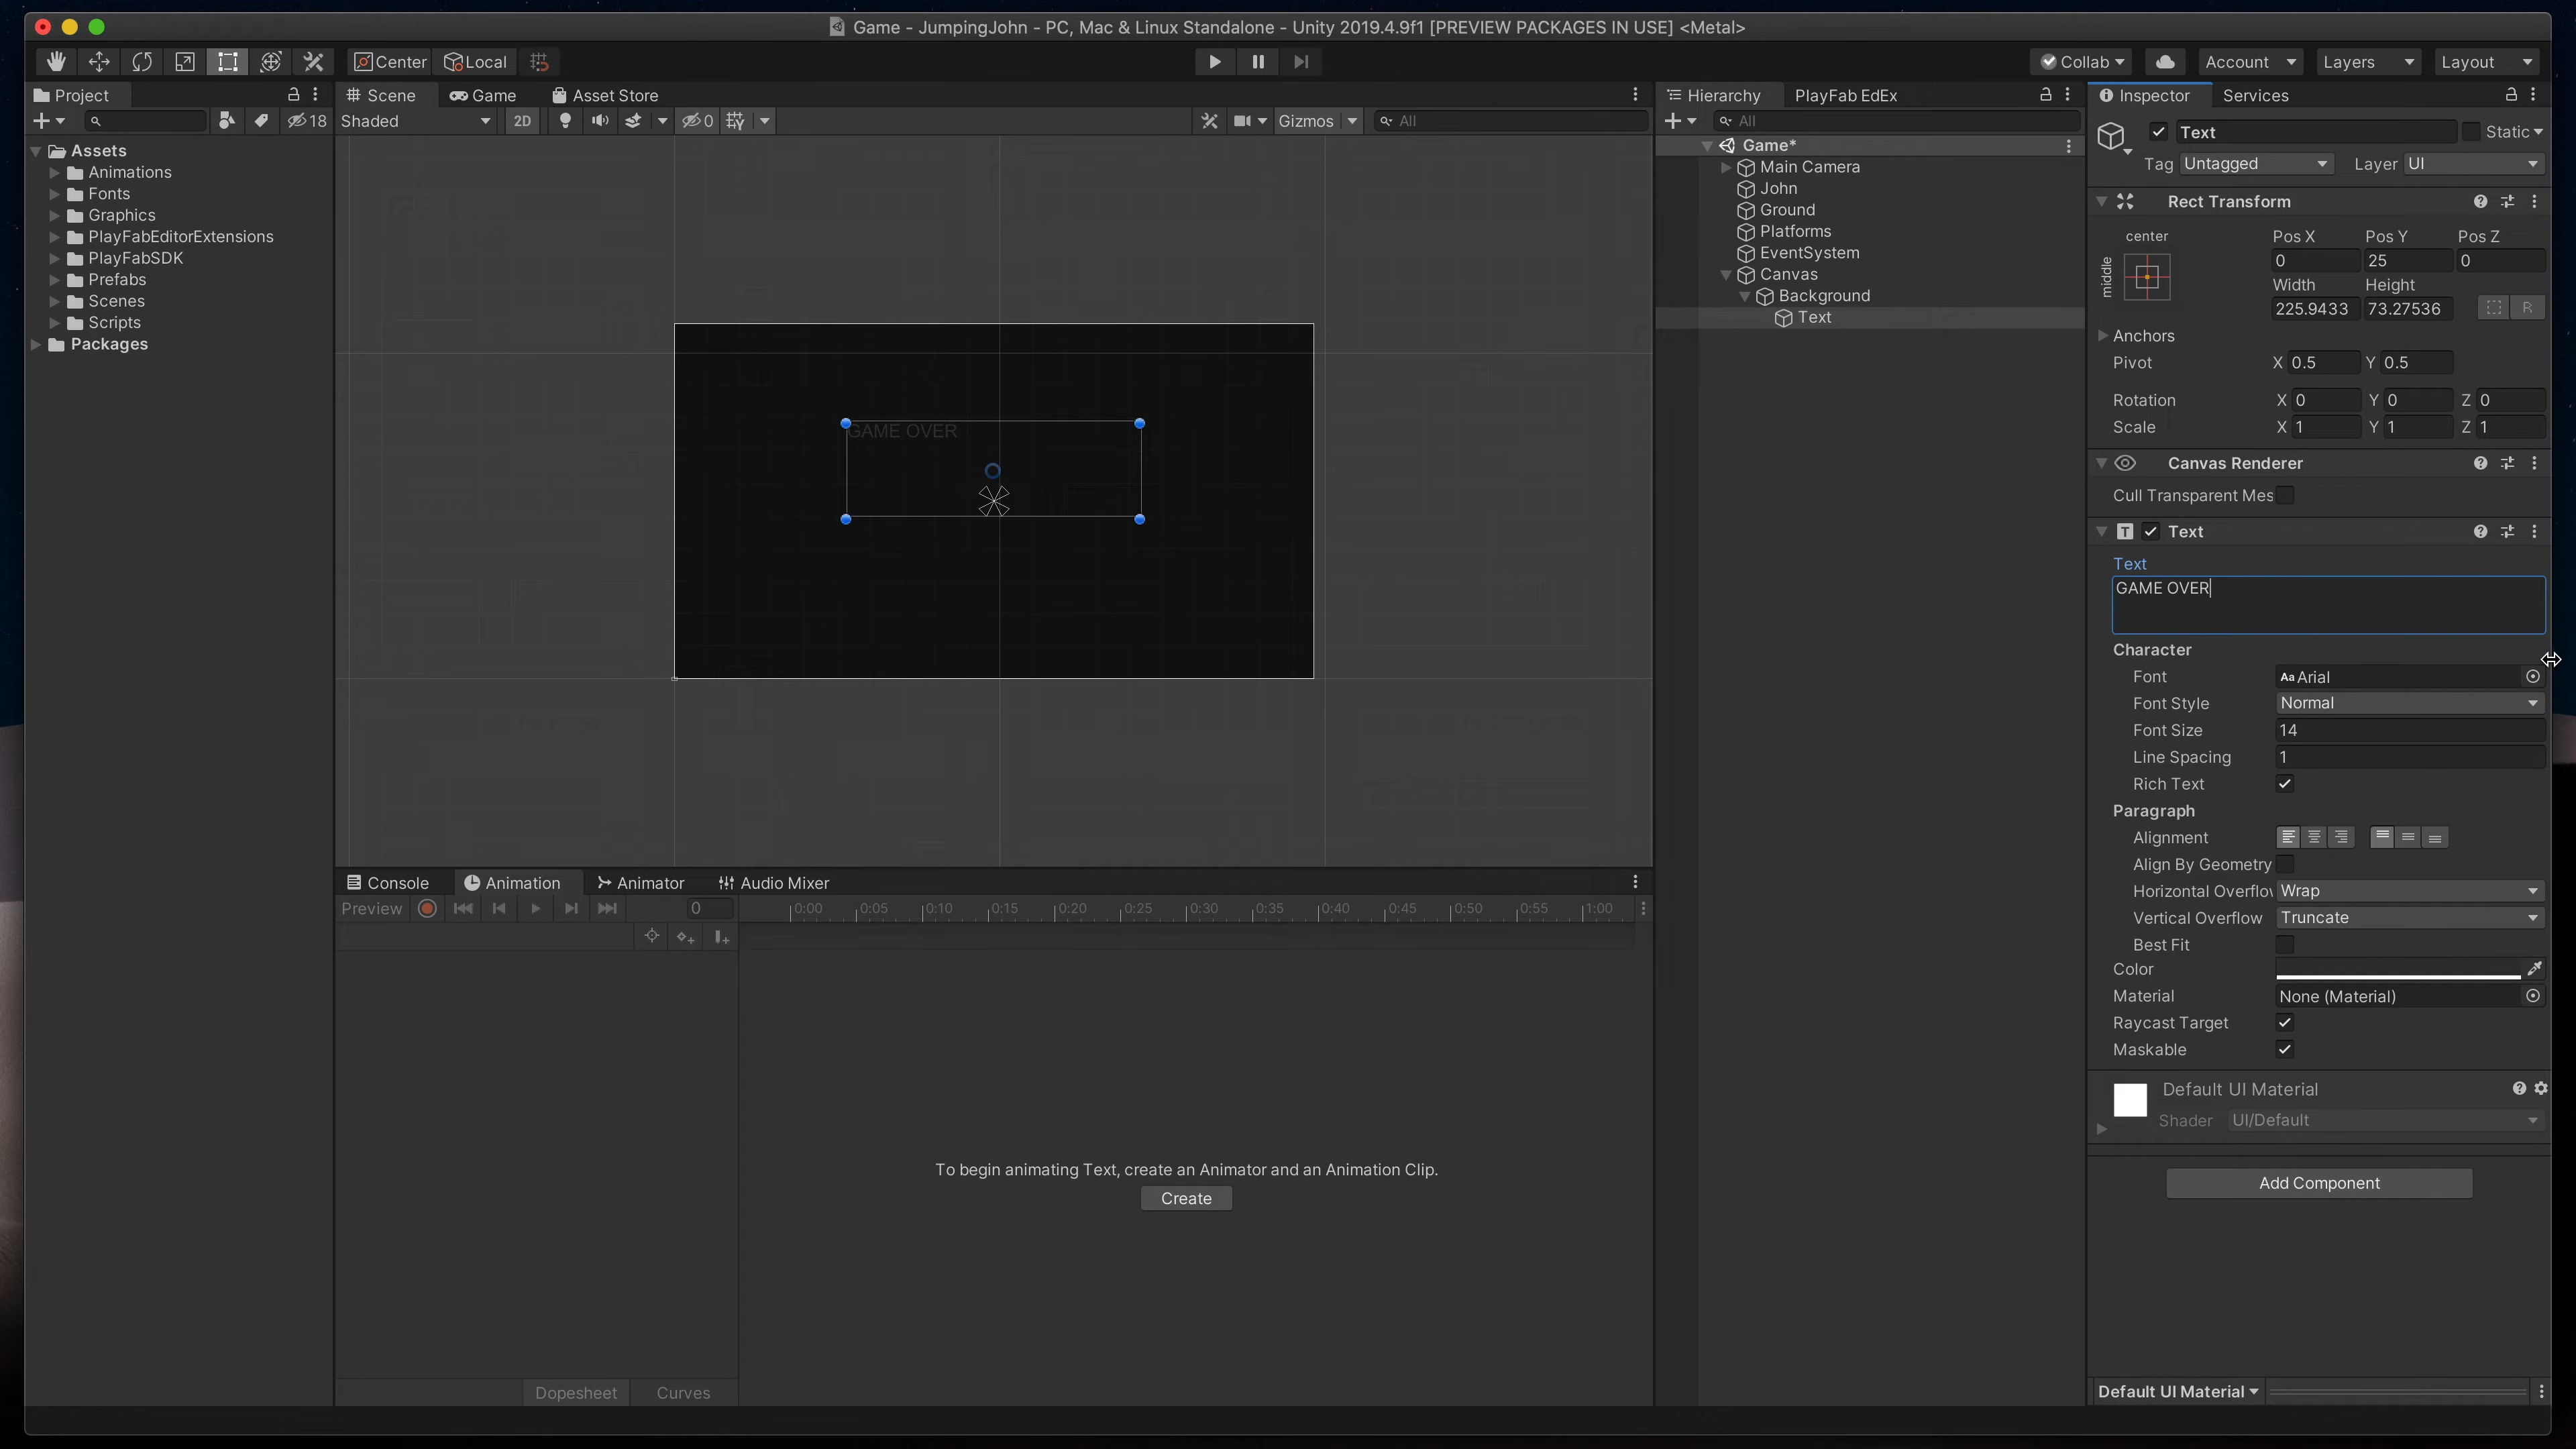 Game - JumpingJohn - PC, Mac & Linux Standalone - Unity 2019.4.9f1 [PREVIEW PACKAGES IN USE] <Metal>
Center Local Collab Account Layers Layout
Project
18
Assets
Animations
Fonts
Graphics
PlayFabEditorExtensions
PlayFabSDK
Prefabs
Scenes
Scripts
Packages
Scene Game Asset Store
Shaded 2D 0 Gizmos All
GAME OVER
Console Animation Animator Audio Mixer
Preview 0 0:00 0:05 0:10 0:15 0:20 0:25 0:30 0:35 0:40 0:45 0:50 0:55 1:00
To begin animating Text, create an Animator and an Animation Clip.
Create
Dopesheet Curves
Hierarchy PlayFab EdEx
All
Game*
Main Camera
John
Ground
Platforms
EventSystem
Canvas
Background
Text
Inspector Services
Text Static
Tag Untagged Layer UI
Rect Transform
center Pos X Pos Y Pos Z
middle 0 25 0
Width Height
225.9433 73.27536 R
Anchors
Pivot X 0.5 Y 0.5
Rotation X 0 Y 0 Z 0
Scale X 1 Y 1 Z 1
Canvas Renderer
Cull Transparent Mes
Text
Text
GAME OVER
Character
Font Aa Arial
Font Style Normal
Font Size 14
Line Spacing 1
Rich Text
Paragraph
Alignment
Align By Geometry
Horizontal Overflov Wrap
Vertical Overflow Truncate
Best Fit
Color
Material None (Material)
Raycast Target
Maskable
Default UI Material
Shader UI/Default
Add Component
Default UI Material